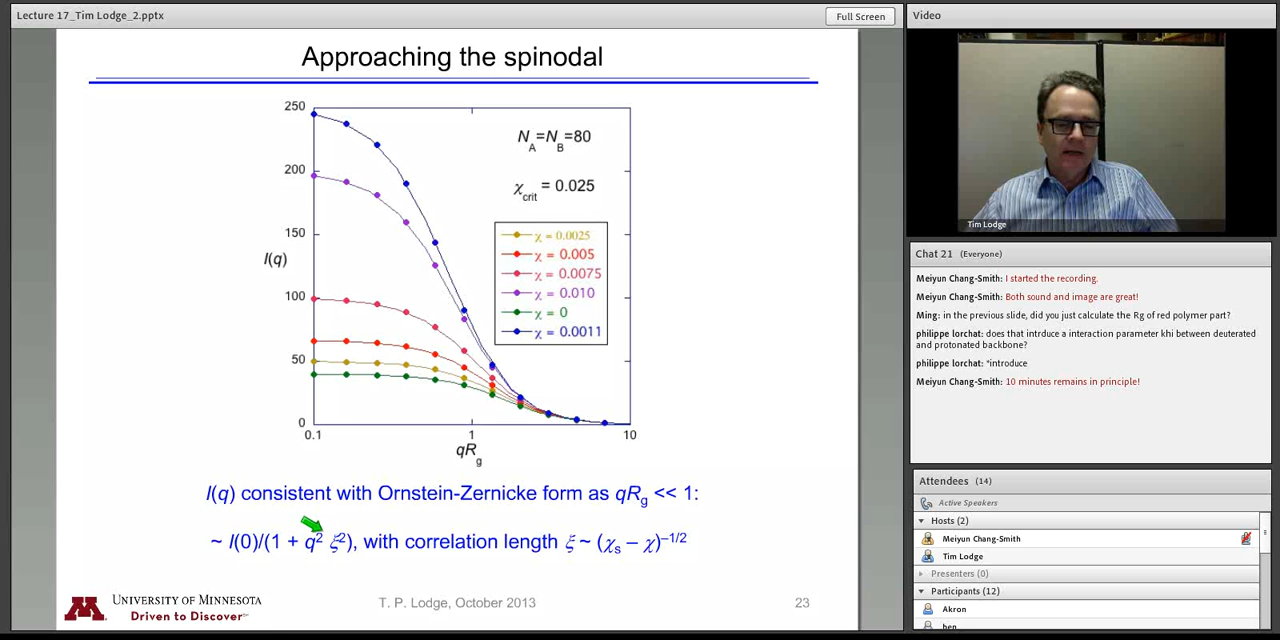 Lecture 17_Tim Lodge_2.pptx
Full Screen
Approaching the spinodal
250
200
150
100
50
0
I(q)
0.1
1
10
qRg
NA=NB=80
χcrit = 0.025
χ = 0.0025
χ = 0.005
χ = 0.0075
χ = 0.010
χ = 0
χ = 0.0011
I(q) consistent with Ornstein-Zernicke form as qRg << 1:
~ I(0)/(1 + q² ξ²), with correlation length ξ ~ (χs – χ)–1/2
M
UNIVERSITY OF MINNESOTA
Driven to Discover℠
T. P. Lodge, October 2013
23
Video
Tim Lodge
Chat 21 (Everyone)
Meiyun Chang-Smith: I started the recording.
Meiyun Chang-Smith: Both sound and image are great!
Ming: in the previous slide, did you just calculate the Rg of red polymer part?
philippe lorchat: does that intrduce a interaction parameter khi between deuterated
and protonated backbone?
philippe lorchat: *introduce
Meiyun Chang-Smith: 10 minutes remains in principle!
Attendees (14)
Active Speakers
Hosts (2)
Meiyun Chang-Smith
Tim Lodge
Presenters (0)
Participants (12)
Akron